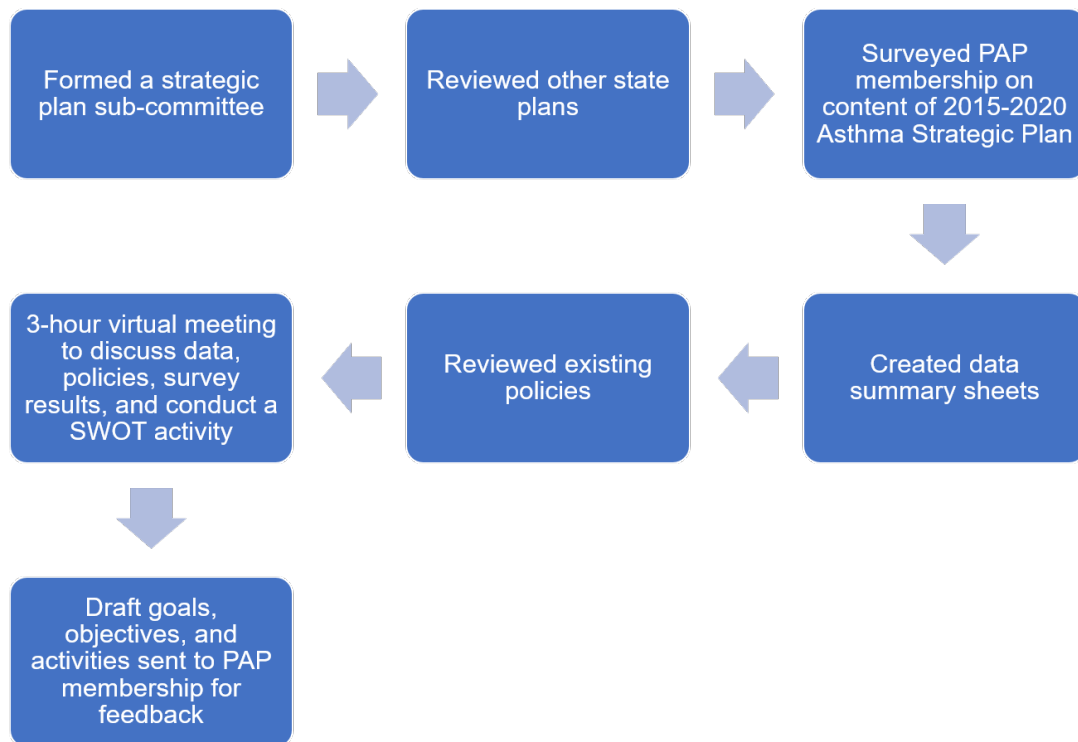 Formed a strategic
plan sub-committee
Reviewed other state
plans
Surveyed PAP
membership on
content of 2015-2020
Asthma Strategic Plan
Created data
summary sheets
Reviewed existing
policies
3-hour virtual meeting
to discuss data,
policies, survey
results, and conduct a
SWOT activity
Draft goals,
objectives, and
activities sent to PAP
membership for
feedback